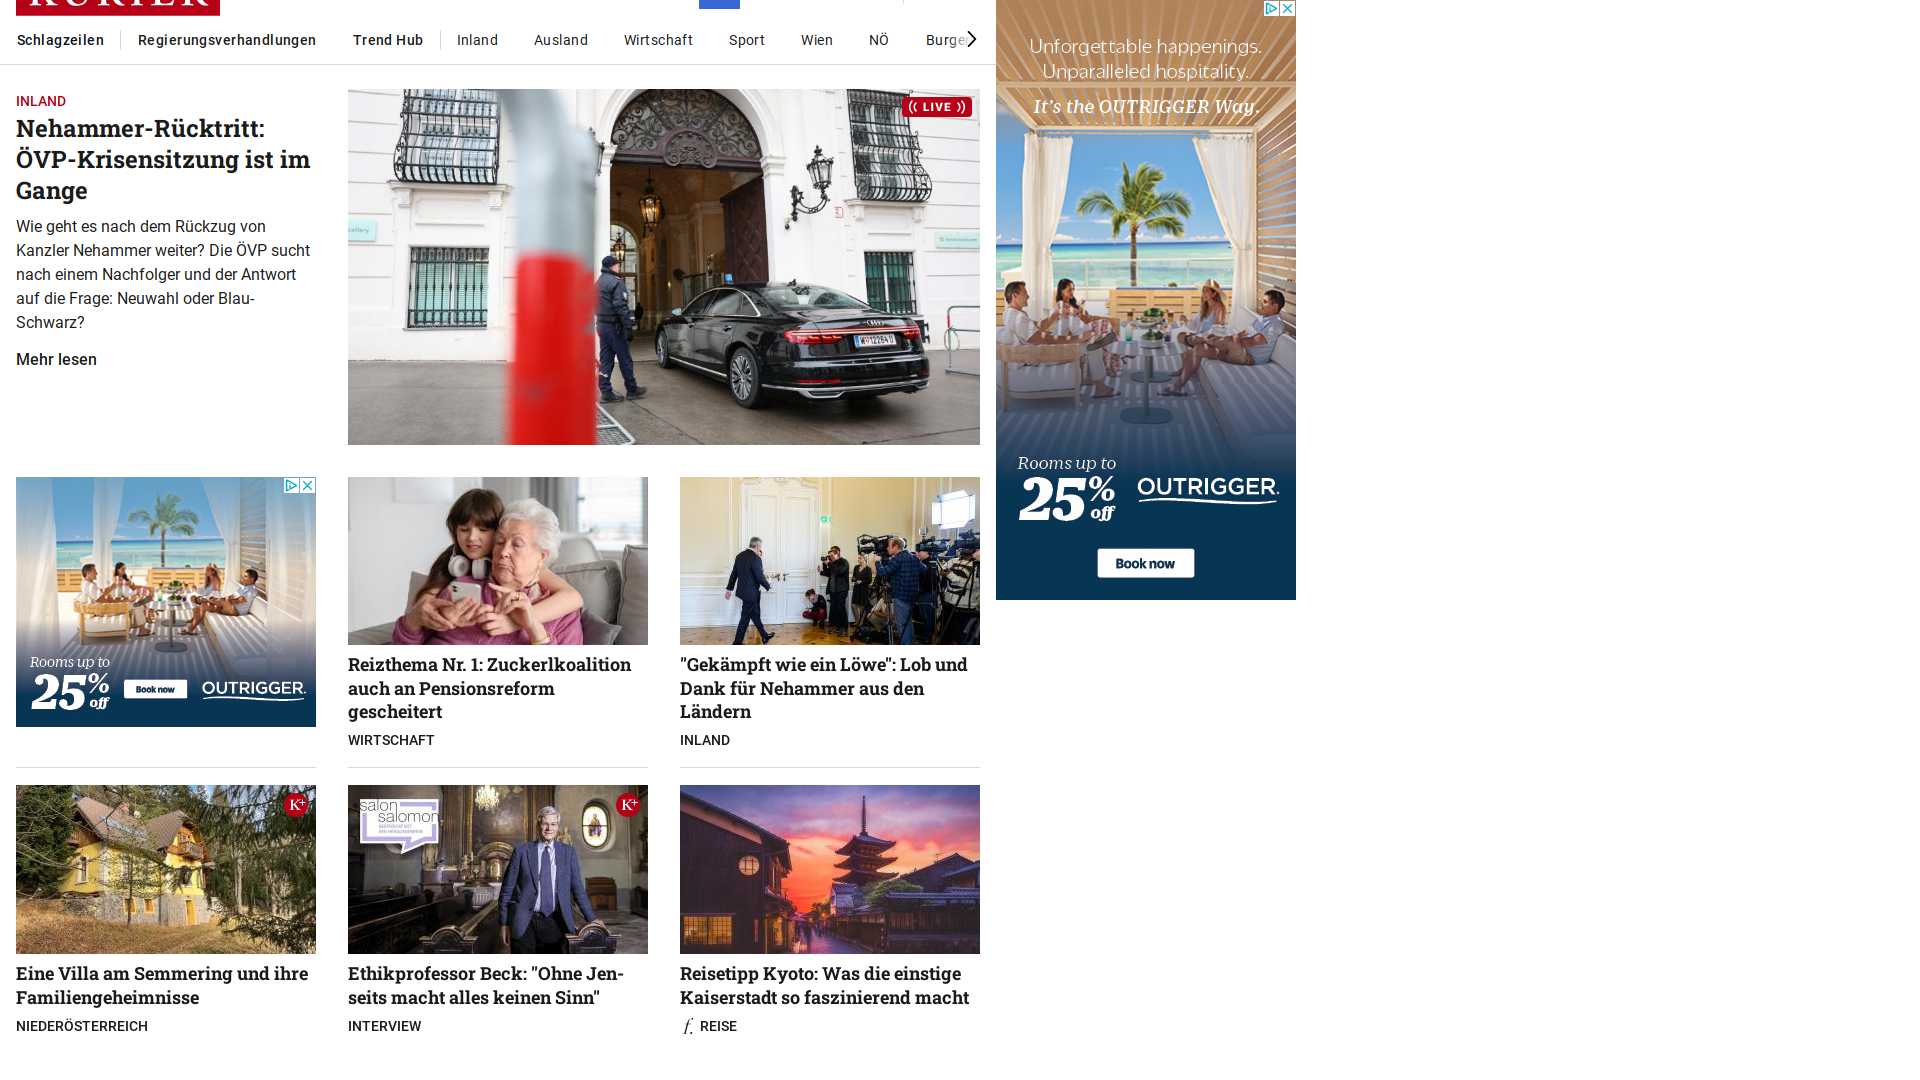 KURIER
Schlagzeilen
Regierungsverhandlungen
Trend Hub
Inland
Ausland
Wirtschaft
Sport
Wien
NÖ
INLAND
Nehammer-Rücktritt:
ÖVP-Krisensitzung ist im
Gange
Wie geht es nach dem Rückzug von
Kanzler Nehammer weiter? Die ÖVP sucht
nach einem Nachfolger und der Antwort
auf die Frage: Neuwahl oder Blau-
Schwarz?
Mehr lesen
LIVE
Unforgettable happenings.
Unparalleled hospitality.
It's the OUTRIGGER Way.
Rooms up to
25% off
OUTRIGGER.
Book now
Rooms up to
25% off
Book now
OUTRIGGER.
Reizthema Nr. 1: Zuckerlkoalition
auch an Pensionsreform
gescheitert
WIRTSCHAFT
"Gekämpft wie ein Löwe": Lob und
Dank für Nehammer aus den
Ländern
INLAND
K+
Eine Villa am Semmering und ihre
Familiengeheimnisse
NIEDERÖSTERREICH
salon
salomon
K+
Ethikprofessor Beck: "Ohne Jen-
seits macht alles keinen Sinn"
INTERVIEW
Reisetipp Kyoto: Was die einstige
Kaiserstadt so faszinierend macht
f. REISE